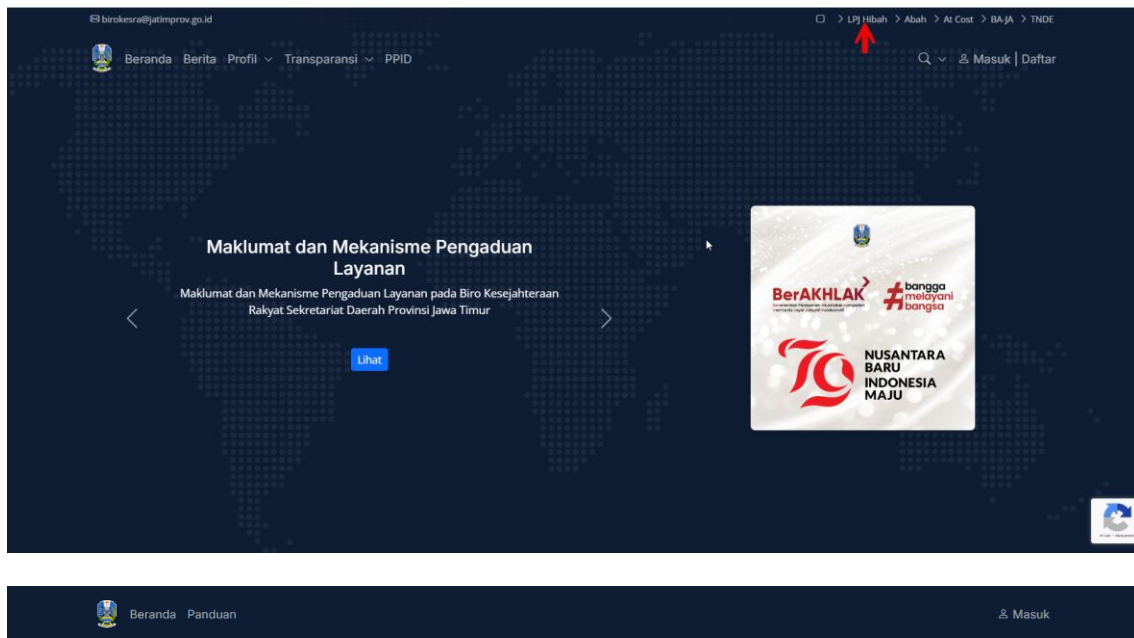 birokesra@jatimprov.go.id
> LPJ Hibah > Abah > At Cost > BA-JA > TNDE
Beranda Berita Profil Transparansi PPID
Masuk | Daftar
Maklumat dan Mekanisme Pengaduan
Layanan
Maklumat dan Mekanisme Pengaduan Layanan pada Biro Kesejahteraan
Rakyat Sekretariat Daerah Provinsi Jawa Timur
Lihat
BerAKHLAK
# bangga
melayani
bangsa
79
NUSANTARA
BARU
INDONESIA
MAJU
Beranda Panduan
Masuk